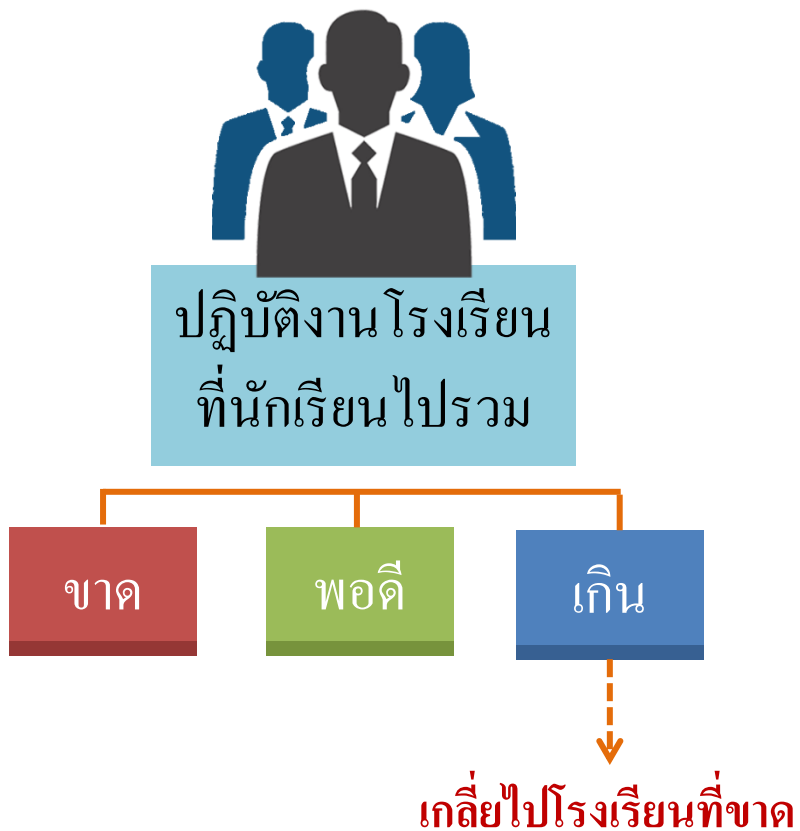 ปฏิบัติงานโรงเรียน
ที่นักเรียนไปรวม
ขาด
พอดี
เกิน
เกลี่ยไปโรงเรียนที่ขาด